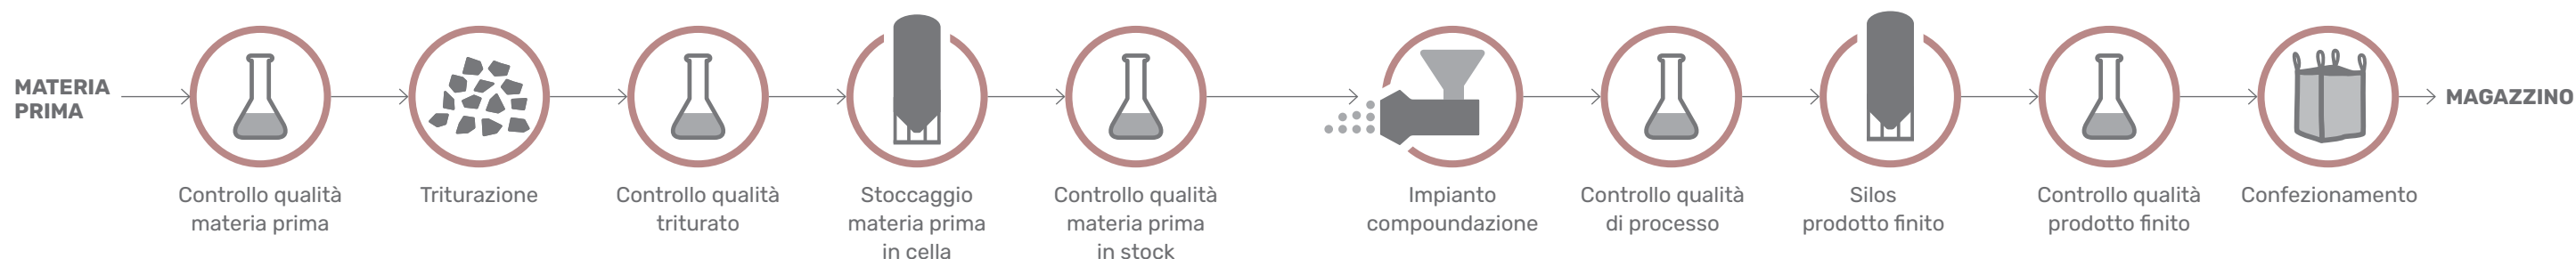 MATERIA
PRIMA
Controllo qualità
materia prima
Triturazione
Controllo qualità
triturato
Stoccaggio
materia prima
in cella
Controllo qualità
materia prima
in stock
Impianto
compoundazione
Controllo qualità
di processo
Silos
prodotto finito
Controllo qualità
prodotto finito
Confezionamento
MAGAZZINO